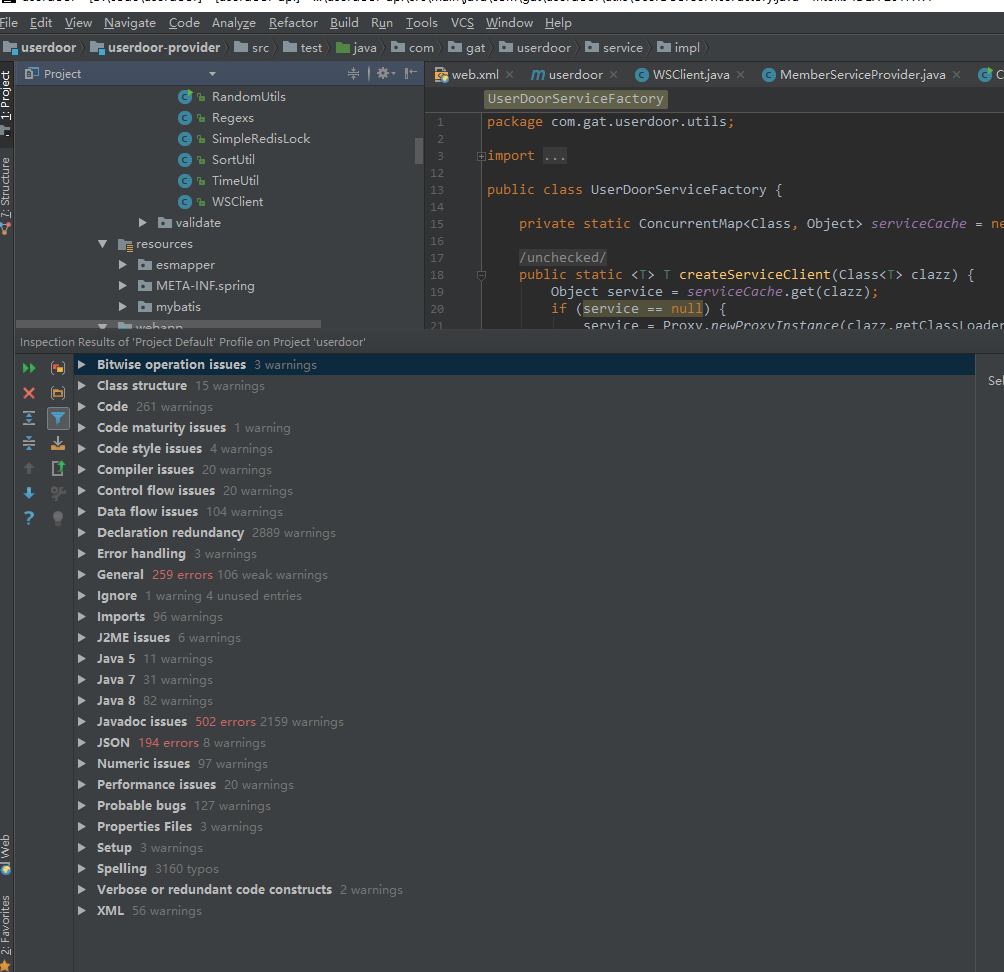 File Edit View Navigate Code Analyze Refactor Build Run Tools VCS Window Help
userdoor userdoor-provider src test java com gat userdoor service impl
1: Project
7: Structure
Web
2: Favorites
Project
RandomUtils
Regexs
SimpleRedisLock
SortUtil
TimeUtil
WSClient
validate
resources
esmapper
META-INF.spring
mybatis
webapp
web.xml userdoor WSClient.java MemberServiceProvider.java C
UserDoorServiceFactory
1 package com.gat.userdoor.utils;
2
3 import ...
12
13 public class UserDoorServiceFactory {
14
15 private static ConcurrentMap<Class, Object> serviceCache = ne
16
17 /unchecked/
18 public static <T> T createServiceClient(Class<T> clazz) {
19 Object service = serviceCache.get(clazz);
20 if (service == null) {
21 service = Proxy.newProxyInstance(clazz.getClassLoader
Inspection Results of 'Project Default' Profile on Project 'userdoor'
Bitwise operation issues 3 warnings
Class structure 15 warnings
Code 261 warnings
Code maturity issues 1 warning
Code style issues 4 warnings
Compiler issues 20 warnings
Control flow issues 20 warnings
Data flow issues 104 warnings
Declaration redundancy 2889 warnings
Error handling 3 warnings
General 259 errors 106 weak warnings
Ignore 1 warning 4 unused entries
Imports 96 warnings
J2ME issues 6 warnings
Java 5 11 warnings
Java 7 31 warnings
Java 8 82 warnings
Javadoc issues 502 errors 2159 warnings
JSON 194 errors 8 warnings
Numeric issues 97 warnings
Performance issues 20 warnings
Probable bugs 127 warnings
Properties Files 3 warnings
Setup 3 warnings
Spelling 3160 typos
Verbose or redundant code constructs 2 warnings
XML 56 warnings
Sel